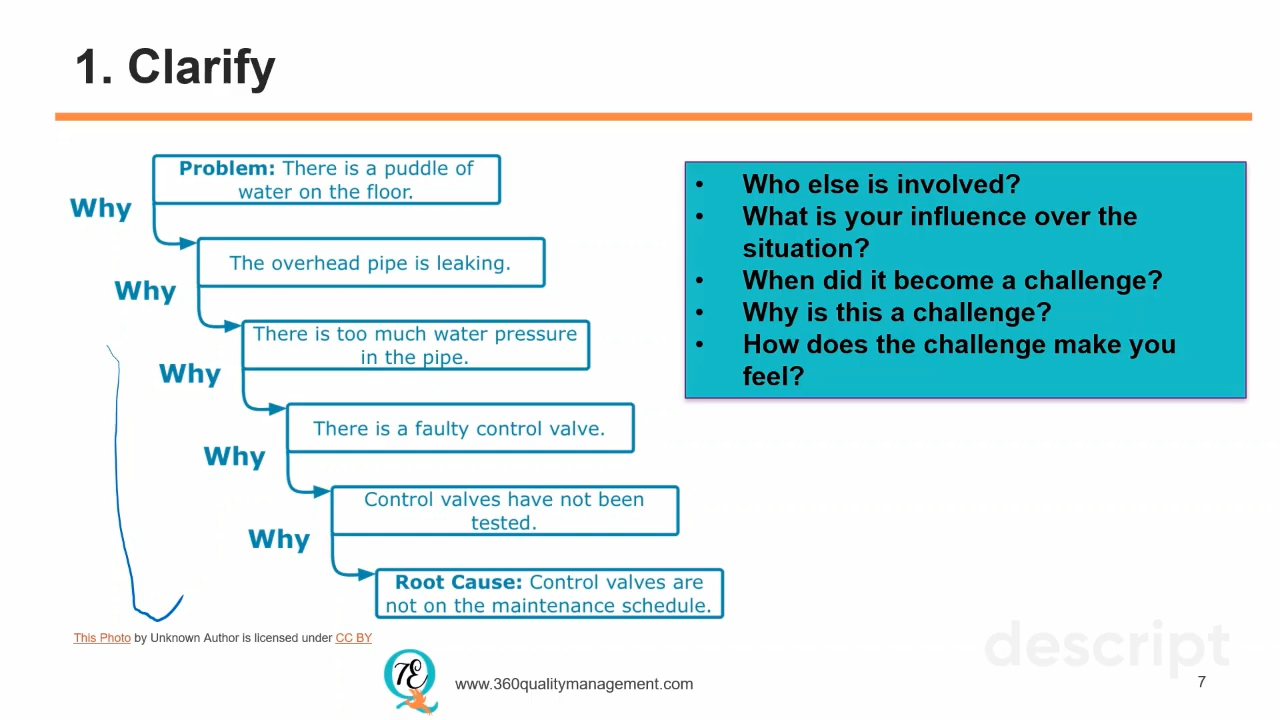 1. Clarify
Problem: There is a puddle of
water on the floor.
Why
The overhead pipe is leaking.
Why
There is too much water pressure
in the pipe.
Why
There is a faulty control valve.
Why
Control valves have not been
tested.
Why
Root Cause: Control valves are
not on the maintenance schedule.
• Who else is involved?
• What is your influence over the
situation?
• When did it become a challenge?
• Why is this a challenge?
• How does the challenge make you
feel?
This Photo by Unknown Author is licensed under CC BY
descript
TEQ
www.360qualitymanagement.com
7